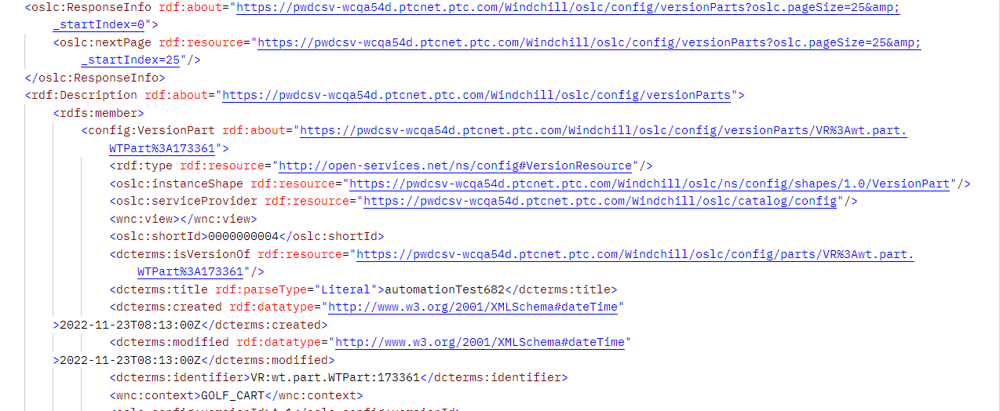 <oslc:ResponseInfo rdf:about="https://pwdcsv-wcqa54d.ptcnet.ptc.com/Windchill/oslc/config/versionParts?oslc.pageSize=25&amp;
_startIndex=0">
<oslc:nextPage rdf:resource="https://pwdcsv-wcqa54d.ptcnet.ptc.com/Windchill/oslc/config/versionParts?oslc.pageSize=25&amp;
_startIndex=25"/>
</oslc:ResponseInfo>
<rdf:Description rdf:about="https://pwdcsv-wcqa54d.ptcnet.ptc.com/Windchill/oslc/config/versionParts">
<rdfs:member>
<config:VersionPart rdf:about="https://pwdcsv-wcqa54d.ptcnet.ptc.com/Windchill/oslc/config/versionParts/VR%3Awt.part.
WTPart%3A173361">
<rdf:type rdf:resource="http://open-services.net/ns/config#VersionResource"/>
<oslc:instanceShape rdf:resource="https://pwdcsv-wcqa54d.ptcnet.ptc.com/Windchill/oslc/ns/config/shapes/1.0/VersionPart"/>
<oslc:serviceProvider rdf:resource="https://pwdcsv-wcqa54d.ptcnet.ptc.com/Windchill/oslc/catalog/config"/>
<wnc:view></wnc:view>
<oslc:shortId>0000000004</oslc:shortId>
<dcterms:isVersionOf rdf:resource="https://pwdcsv-wcqa54d.ptcnet.ptc.com/Windchill/oslc/config/parts/VR%3Awt.part.
WTPart%3A173361"/>
<dcterms:title rdf:parseType="Literal">automationTest682</dcterms:title>
<dcterms:created rdf:datatype="http://www.w3.org/2001/XMLSchema#dateTime"
>2022-11-23T08:13:00Z</dcterms:created>
<dcterms:modified rdf:datatype="http://www.w3.org/2001/XMLSchema#dateTime"
>2022-11-23T08:13:00Z</dcterms:modified>
<dcterms:identifier>VR:wt.part.WTPart:173361</dcterms:identifier>
<wnc:context>GOLF_CART</wnc:context>